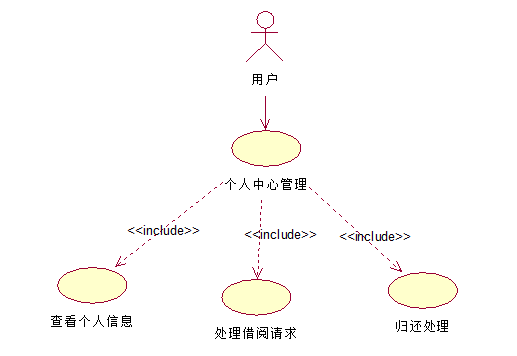 用户
个人中心管理
<<include>>
<<include>>
<<include>>
查看个人信息
处理借阅请求
归还处理